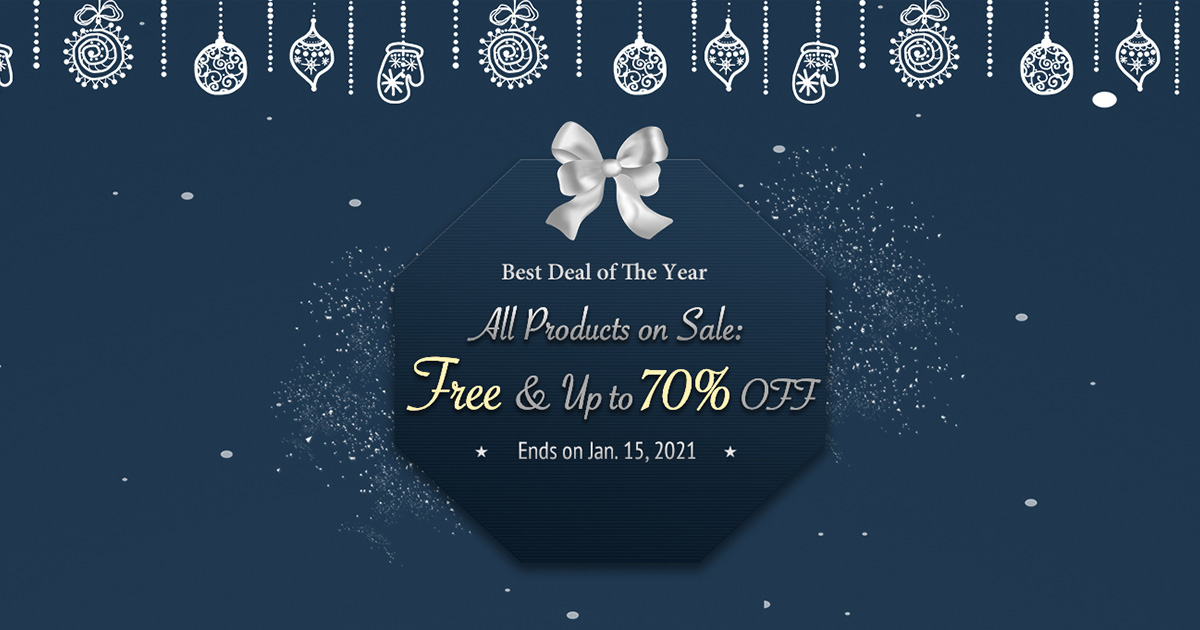 Best Deal of The Year
All Products on Sale:
Free & Up to 70% OFF
★ Ends on Jan. 15, 2021 ★